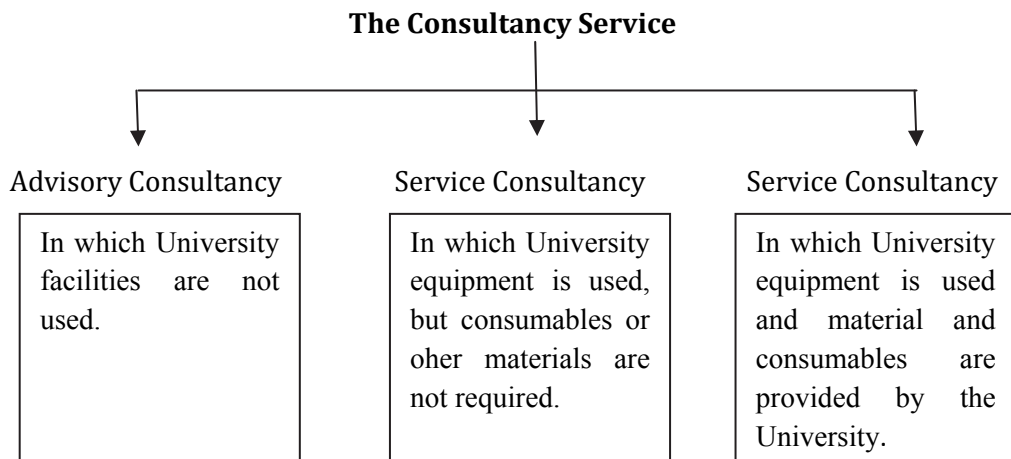 The Consultancy Service
Advisory Consultancy
In which University
facilities are not
used.
Service Consultancy
In which University
equipment is used,
but consumables or
oher materials are
not required.
Service Consultancy
In which University
equipment is used
and material and
consumables are
provided by the
University.